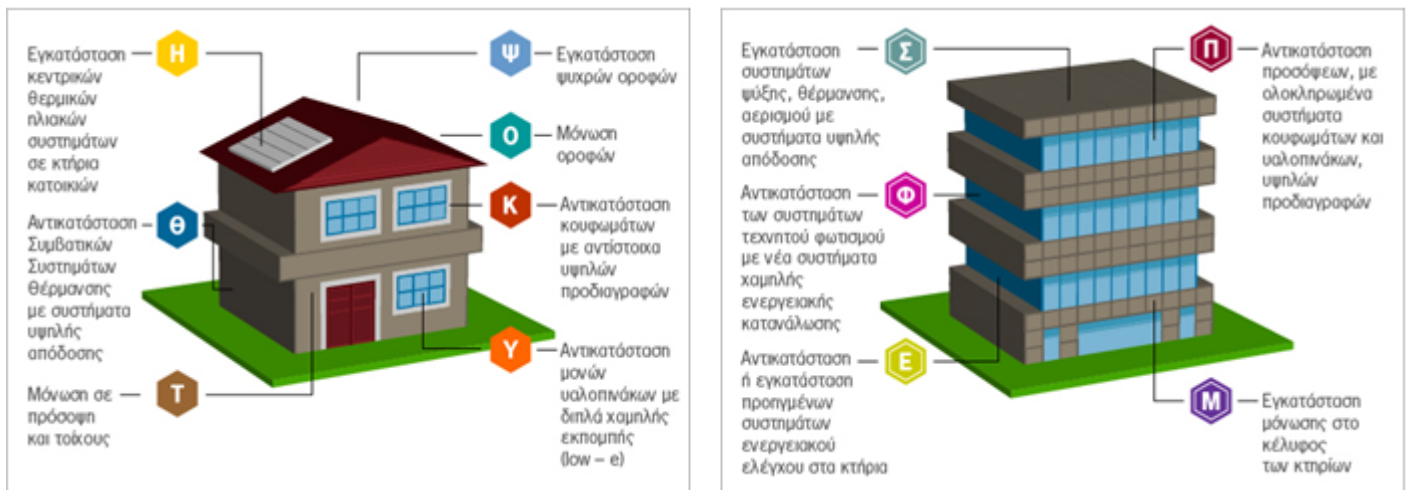 Η
Εγκατάσταση
κεντρικών
θερμικών
ηλιακών
συστημάτων
σε κτήρια
κατοικιών
Θ
Αντικατάσταση
Συμβατικών
Συστημάτων
Θέρμανσης
με συστήματα
υψηλής
απόδοσης
Τ
Μόνωση σε
πρόσοψη
και τοίχους
Ψ
Εγκατάσταση
ψυχρών οροφών
Ο
Μόνωση
οροφών
Κ
Αντικατάσταση
κουφωμάτων
με αντίστοιχα
υψηλών
προδιαγραφών
Υ
Αντικατάσταση
μονών
υαλοπινάκων με
διπλά χαμηλής
εκπομπής
(low – e)
Σ
Εγκατάσταση
συστημάτων
ψύξης, θέρμανσης,
αερισμού με
συστήματα υψηλής
απόδοσης
Φ
Αντικατάσταση
των συστημάτων
τεχνητού φωτισμού
με νέα συστήματα
χαμηλής
ενεργειακής
κατανάλωσης
Ε
Αντικατάσταση
ή εγκατάσταση
προηγμένων
συστημάτων
ενεργειακού
ελέγχου στα κτήρια
Π
Αντικατάσταση
προσόψεων, με
ολοκληρωμένα
συστήματα
κουφωμάτων και
υαλοπινάκων,
υψηλών
προδιαγραφών
Μ
Εγκατάσταση
μόνωσης στο
κέλυφος
των κτηρίων